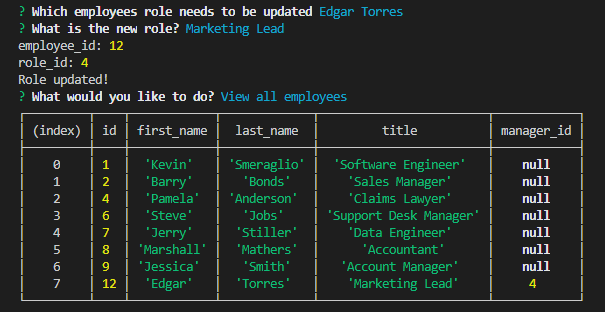 ? Which employees role needs to be updated Edgar Torres
? What is the new role? Marketing Lead
employee_id: 12
role_id: 4
Role updated!
? What would you like to do? View all employees
(index) id first_name last_name title manager_id
0 1 'Kevin' 'Smeraglio' 'Software Engineer' null
1 2 'Barry' 'Bonds' 'Sales Manager' null
2 4 'Pamela' 'Anderson' 'Claims Lawyer' null
3 6 'Steve' 'Jobs' 'Support Desk Manager' null
4 7 'Jerry' 'Stiller' 'Data Engineer' null
5 8 'Marshall' 'Mathers' 'Accountant' null
6 9 'Jessica' 'Smith' 'Account Manager' null
7 12 'Edgar' 'Torres' 'Marketing Lead' 4